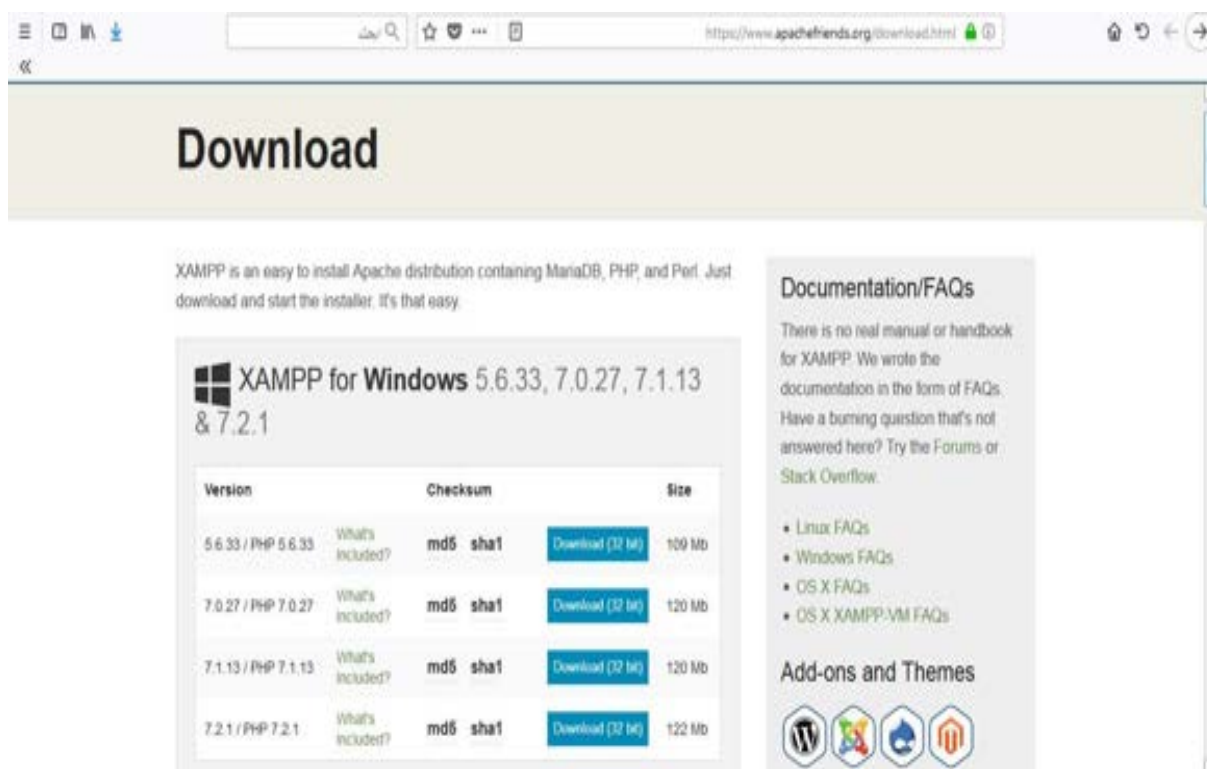 بحث
https://www.apachefriends.org/download.html
Download
XAMPP is an easy to install Apache distribution containing MariaDB, PHP, and Perl. Just
download and start the installer. It's that easy.
XAMPP for Windows 5.6.33, 7.0.27, 7.1.13
& 7.2.1
Version Checksum Size
5.6.33 / PHP 5.6.33 What's Included? md5 sha1 Download (32 bit) 109 Mb
7.0.27 / PHP 7.0.27 What's Included? md5 sha1 Download (32 bit) 120 Mb
7.1.13 / PHP 7.1.13 What's Included? md5 sha1 Download (32 bit) 120 Mb
7.2.1 / PHP 7.2.1 What's Included? md5 sha1 Download (32 bit) 122 Mb
Documentation/FAQs
There is no real manual or handbook
for XAMPP. We wrote the
documentation in the form of FAQs.
Have a burning question that's not
answered here? Try the Forums or
Stack Overflow.
• Linux FAQs
• Windows FAQs
• OS X FAQs
• OS X XAMPP-VM FAQs
Add-ons and Themes